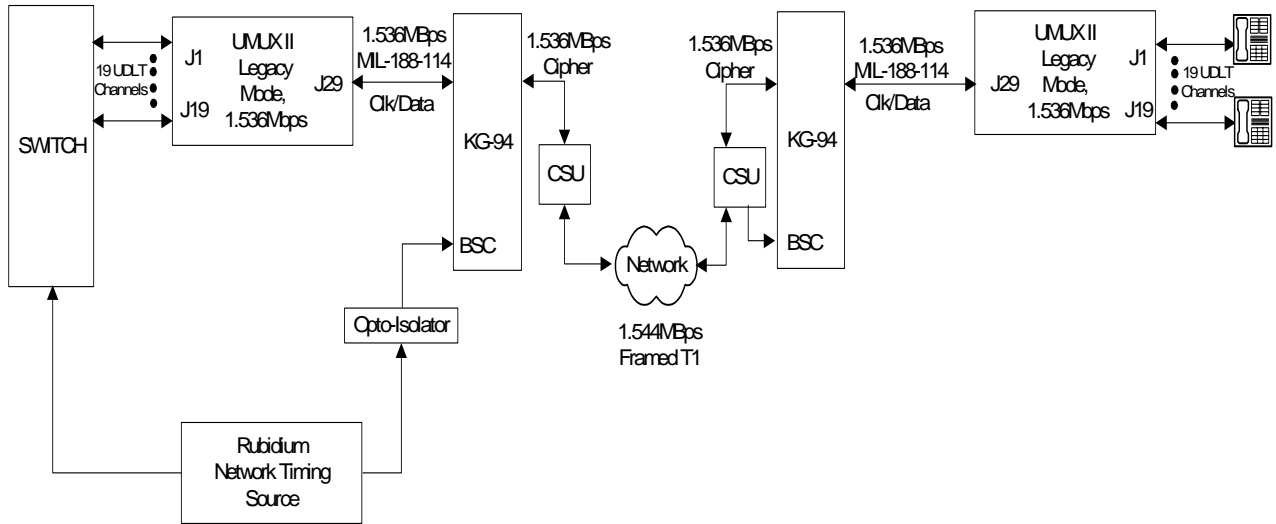 SWITCH
19 UDLT
Channels
J1
J19
UMUX II
Legacy
Mode,
1.536Mbps
J29
1.536MBps
MIL-188-114
Clk/Data
KG-94
BSC
1.536MBps
Cipher
CSU
Network
1.544MBps
Framed T1
1.536MBps
Cipher
CSU
KG-94
BSC
1.536MBps
MIL-188-114
Clk/Data
J29
UMUX II
Legacy
Mode,
1.536Mbps
J1
J19
19 UDLT
Channels
Opto-Isolator
Rubidium
Network Timing
Source